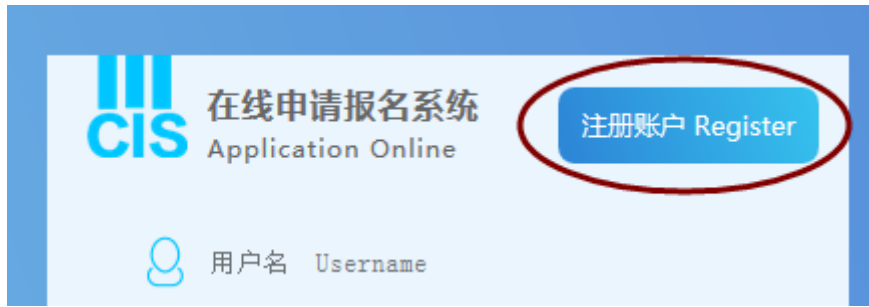 CIS
在线申请报名系统
Application Online
注册账户 Register
用户名 Username